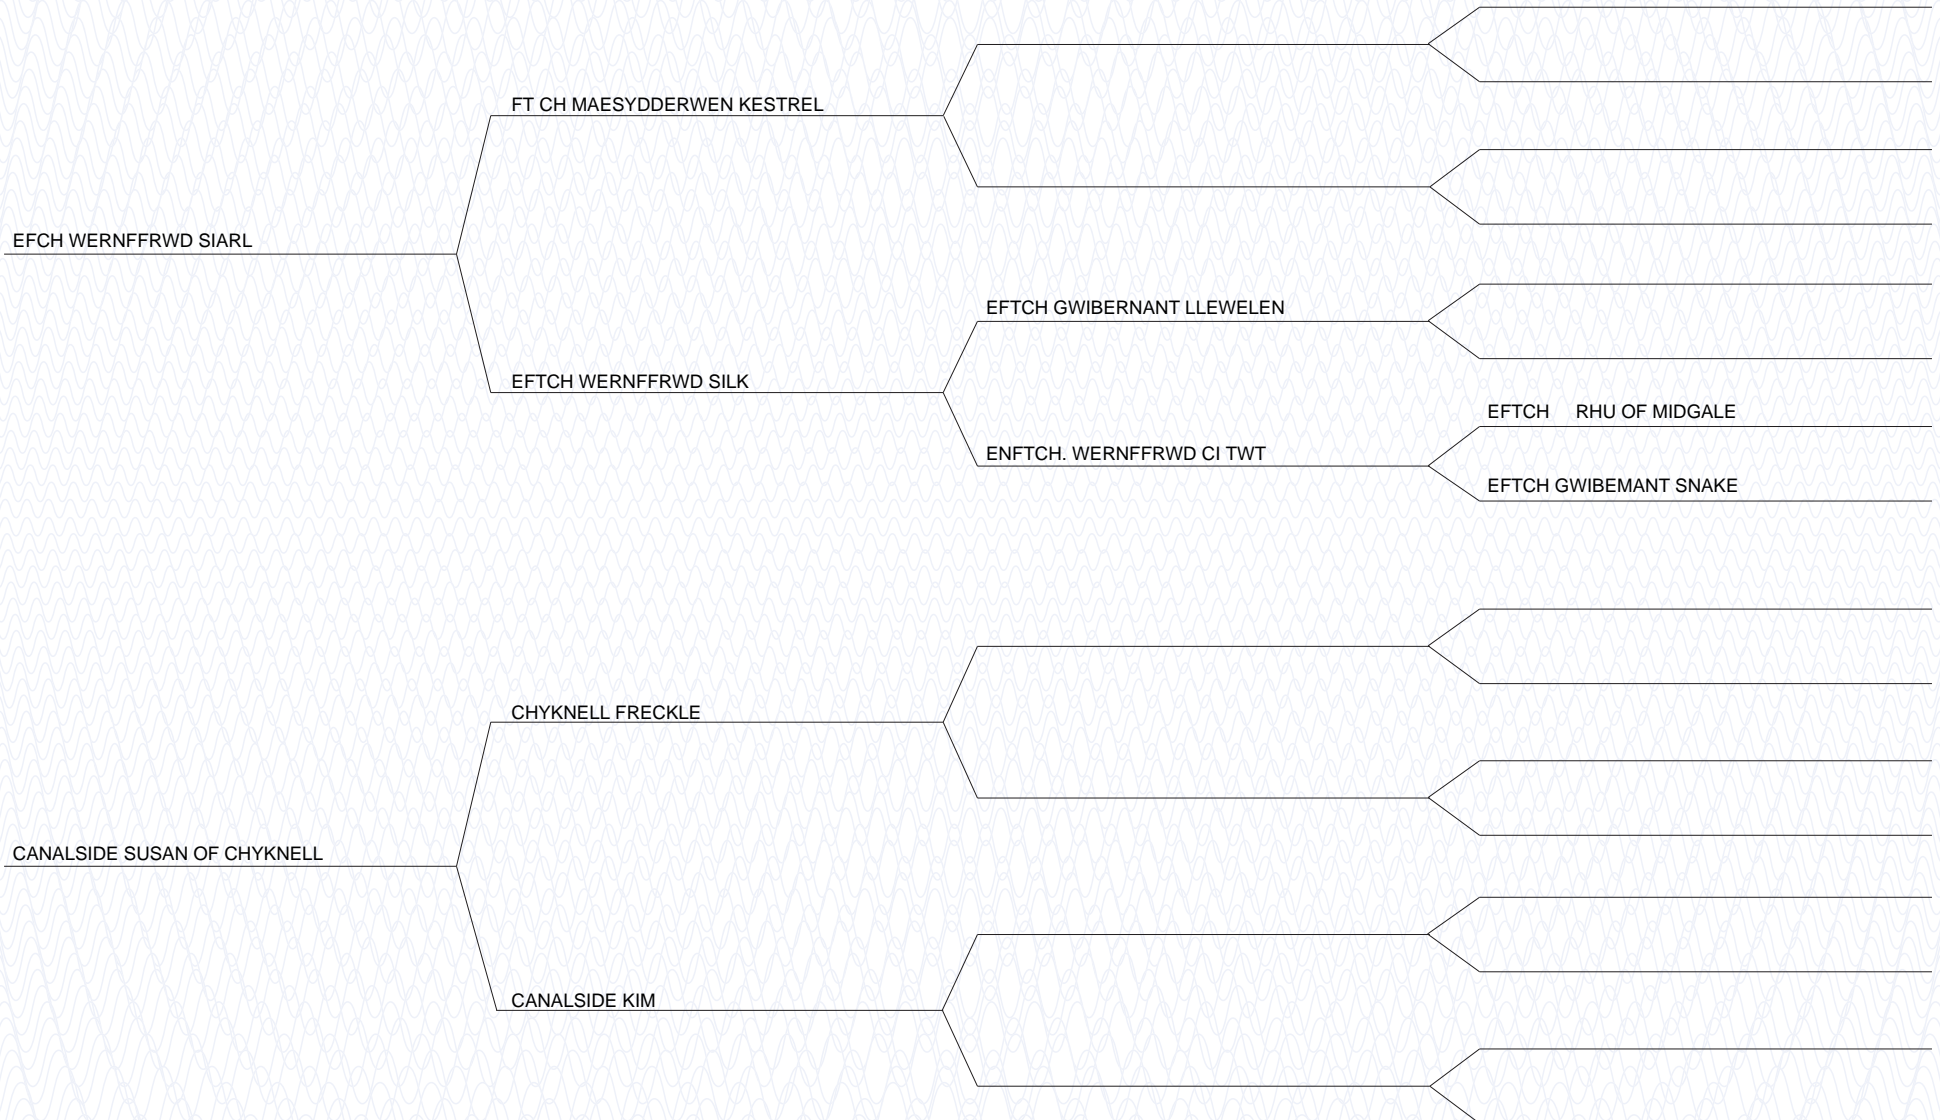 FT CH MAESYDDERWEN KESTREL
EFCH WERNFFRWD SIARL
EFTCH GWIBERNANT LLEWELEN
EFTCH WERNFFRWD SILK
EFTCH RHU OF MIDGALE
ENFTCH. WERNFFRWD CI TWT
EFTCH GWIBEMANT SNAKE
CHYKNELL FRECKLE
CANALSIDE SUSAN OF CHYKNELL
CANALSIDE KIM